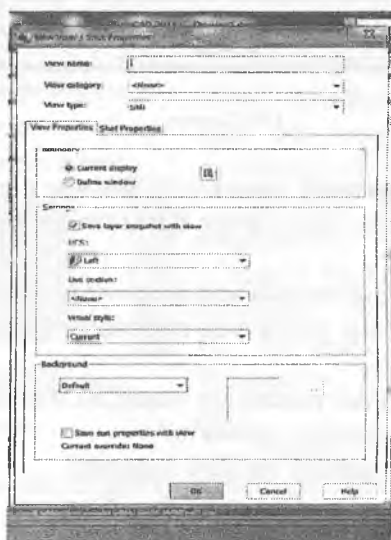 New View / Shot Properties
View name:
View category: <None>
View type: Still
View Properties Shot Properties
Boundary
Current display
Define window
Settings
Save layer snapshot with view
UCS:
Left
Live section:
<None>
Visual style:
Current
Background
Default
Save sun properties with view
Current override: None
OK Cancel Help